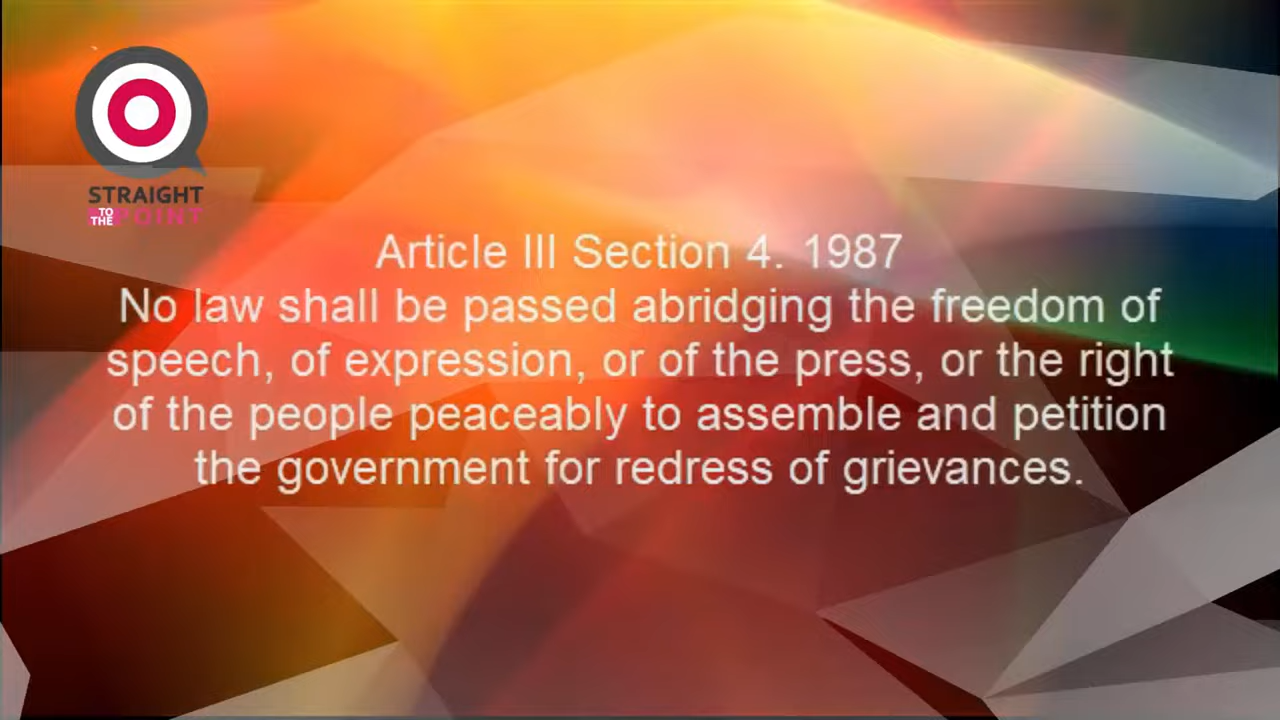 STRAIGHT
TO THE POINT
Article III Section 4. 1987
No law shall be passed abridging the freedom of
speech, of expression, or of the press, or the right
of the people peaceably to assemble and petition
the government for redress of grievances.